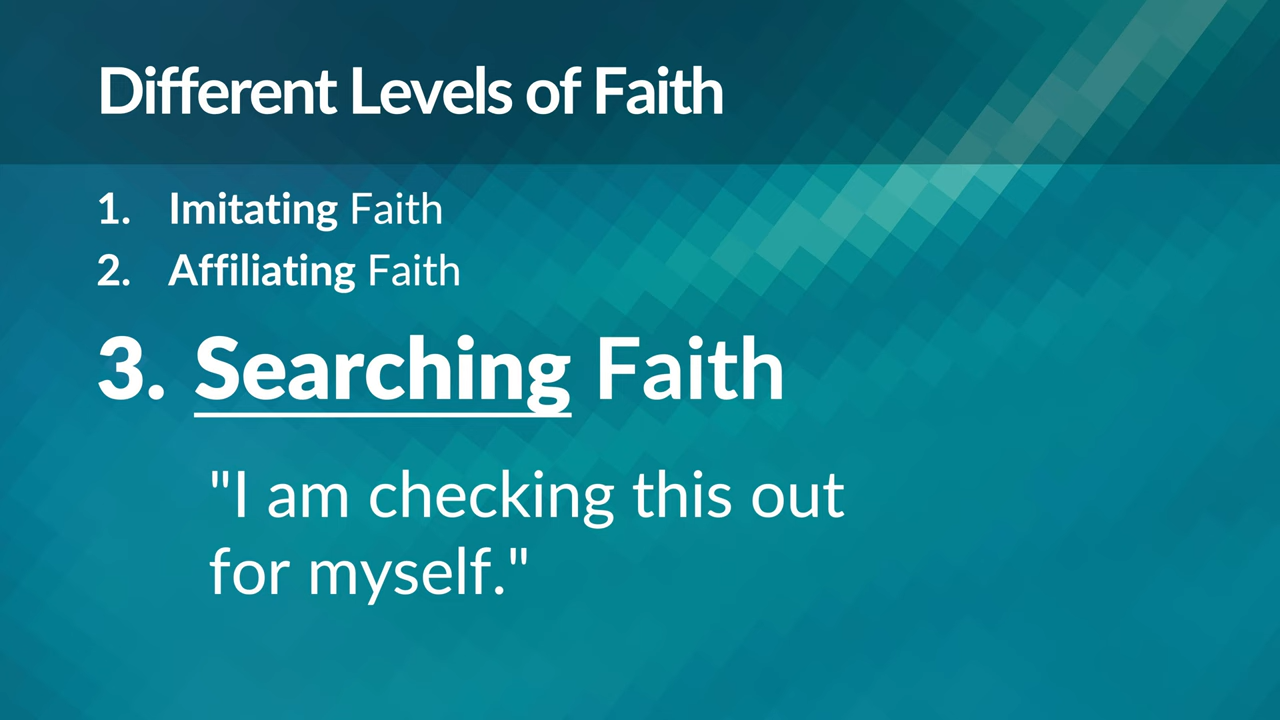 Different Levels of Faith
1. Imitating Faith
2. Affiliating Faith
3. Searching Faith
"I am checking this out
for myself."